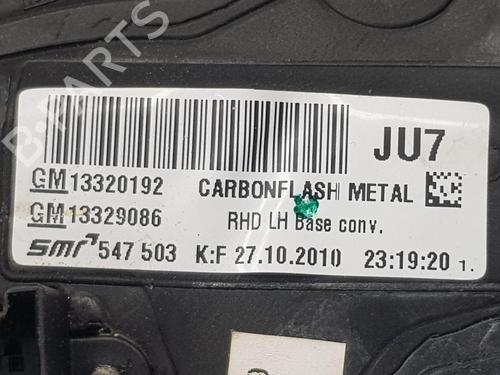 JU7
GM 13320192 CARBONFLASH METAL
GM 13329086 RHD LH Base conv.
smr 547 503 K:F 27.10.2010 23:19:20 1.
B-PARTS